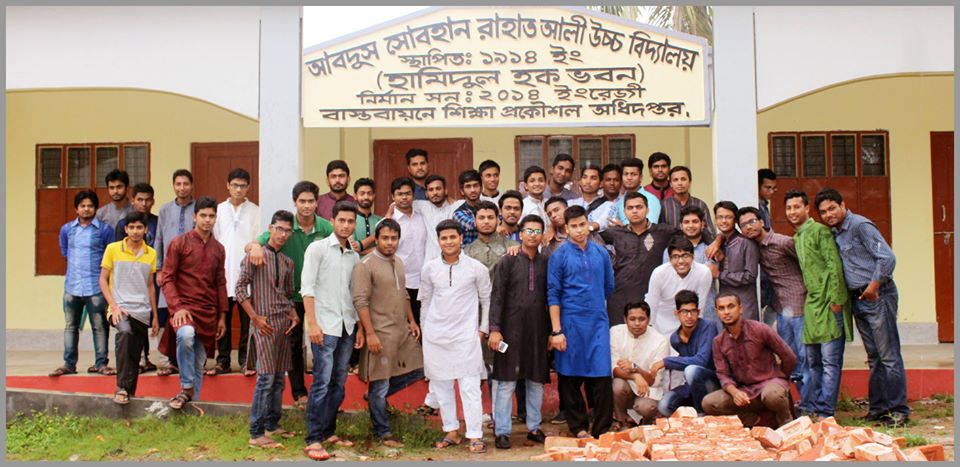 আবদুস সোবহান রাহাত আলী উচ্চ বিদ্যালয়
স্থাপিতঃ ১৯১৪ ইং
(হামিদুল হক ভবন)
নির্মান সনঃ ২০১৪ ইংরেজী
বাস্তবায়নে শিক্ষা প্রকৌশল অধিদপ্তর.